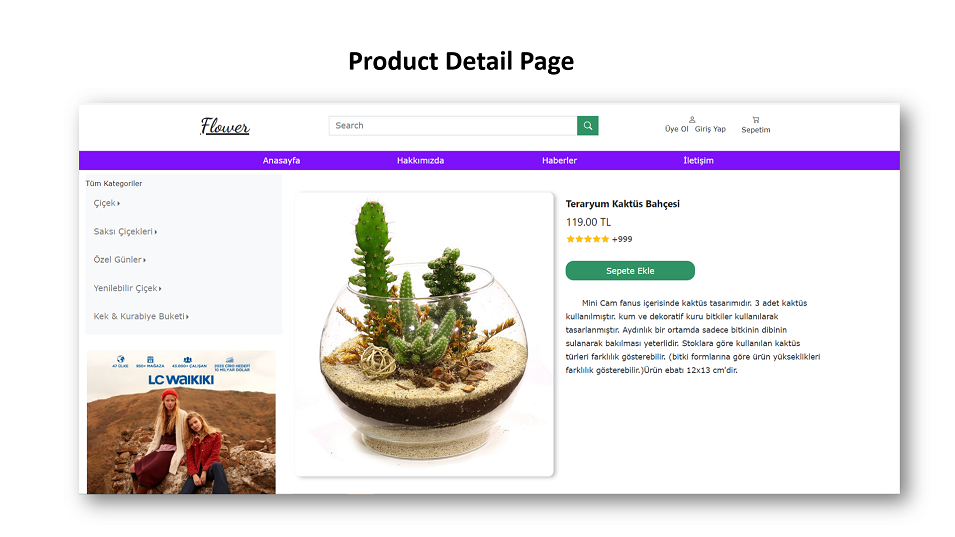 Product Detail Page
Flower
Search
Üye Ol Giriş Yap
Sepetim
Anasayfa
Hakkımızda
Haberler
İletişim
Tüm Kategoriler
Çiçek
Saksı Çiçekleri
Özel Günler
Yenilebilir Çiçek
Kek & Kurabiye Buketi
47 ÜLKE
950+ MAĞAZA
43.000+ ÇALIŞAN
2023 CİRO HEDEFİ
10 MİLYAR DOLAR
LC WAIKIKI
Teraryum Kaktüs Bahçesi
119.00 TL
+999
Sepete Ekle
Mini Cam fanus içerisinde kaktüs tasarımıdır. 3 adet kaktüs
kullanılmıştır. kum ve dekoratif kuru bitkiler kullanılarak
tasarlanmıştır. Aydınlık bir ortamda sadece bitkinin dibinin
sulanarak bakılması yeterlidir. Stoklara göre kullanılan kaktüs
türleri farklılık gösterebilir. (bitki formlarına göre ürün yükseklikleri
farklılık gösterebilir.)Ürün ebatı 12x13 cm'dir.